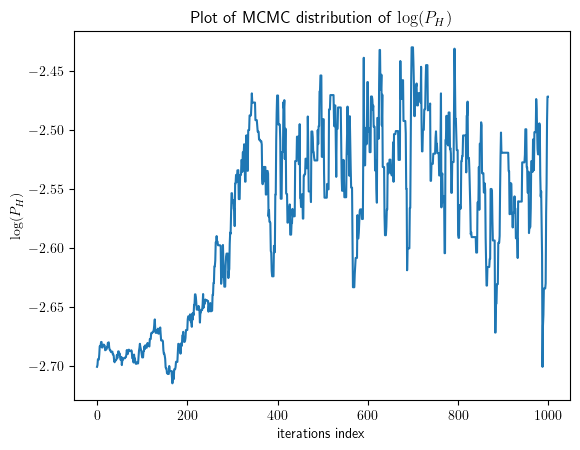 Plot of MCMC distribution of log(P_H)
log(P_H)
−2.45
−2.50
−2.55
−2.60
−2.65
−2.70
0 200 400 600 800 1000
iterations index